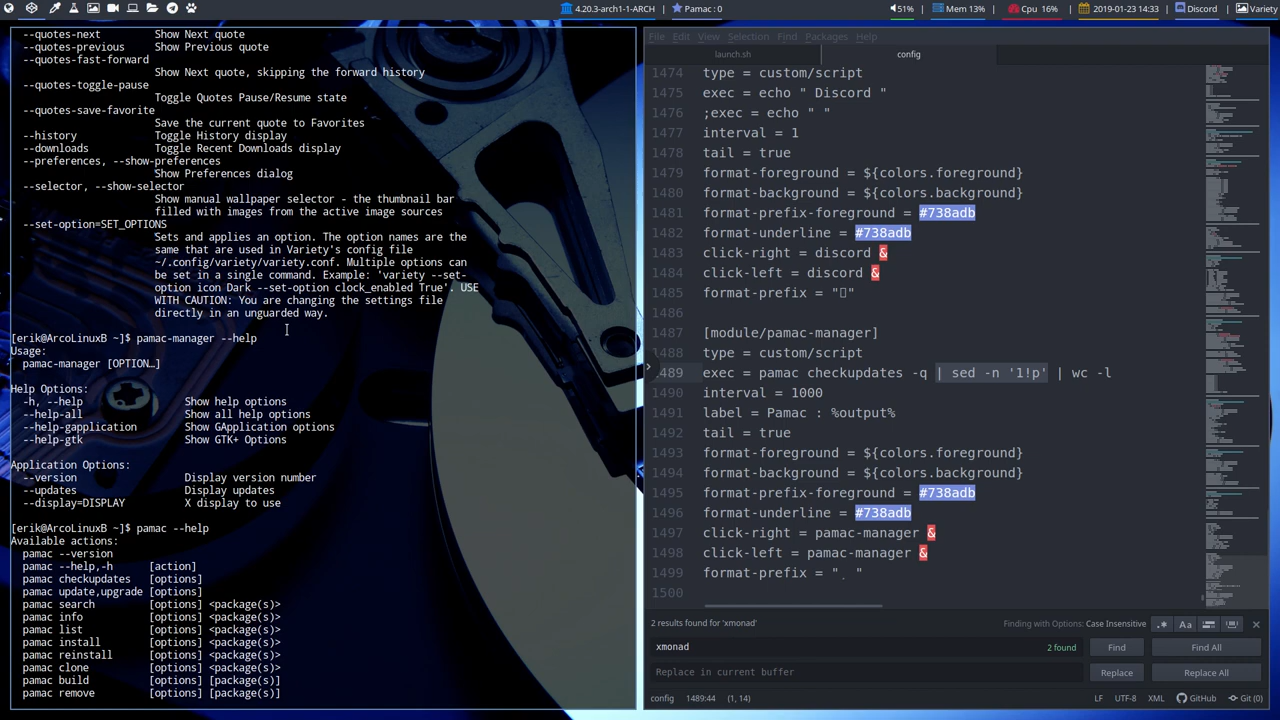 4.20.3-arch1-1-ARCH
Pamac : 0
51%
Mem 13%
Cpu 16%
2019-01-23 14:33
Discord
Variety
--quotes-next Show Next quote
--quotes-previous Show Previous quote
--quotes-fast-forward
Show Next quote, skipping the forward history
--quotes-toggle-pause
Toggle Quotes Pause/Resume state
--quotes-save-favorite
Save the current quote to Favorites
--history Toggle History display
--downloads Toggle Recent Downloads display
--preferences, --show-preferences
Show Preferences dialog
--selector, --show-selector
Show manual wallpaper selector - the thumbnail bar
filled with images from the active image sources
--set-option=SET_OPTIONS
Sets and applies an option. The option names are the
same that are used in Variety's config file
~/.config/variety/variety.conf. Multiple options can
be set in a single command. Example: 'variety --set-
option icon Dark --set-option clock_enabled True'. USE
WITH CAUTION: You are changing the settings file
directly in an unguarded way.
[erik@ArcoLinuxB ~]$ pamac-manager --help
Usage:
pamac-manager [OPTION…]
Help Options:
-h, --help Show help options
--help-all Show all help options
--help-gapplication Show GApplication options
--help-gtk Show GTK+ Options
Application Options:
--version Display version number
--updates Display updates
--display=DISPLAY X display to use
[erik@ArcoLinuxB ~]$ pamac --help
Available actions:
pamac --version
pamac --help,-h [action]
pamac checkupdates [options]
pamac update,upgrade [options]
pamac search [options] <package(s)>
pamac info [options] <package(s)>
pamac list [options] <package(s)>
pamac install [options] <package(s)>
pamac reinstall [options] <package(s)>
pamac clone [options] <package(s)>
pamac build [options] [package(s)]
pamac remove [options] [package(s)]
File Edit View Selection Find Packages Help
launch.sh config
1474 type = custom/script
1475 exec = echo " Discord "
1476 ;exec = echo " "
1477 interval = 1
1478 tail = true
1479 format-foreground = ${colors.foreground}
1480 format-background = ${colors.background}
1481 format-prefix-foreground = #738adb
1482 format-underline = #738adb
1483 click-right = discord &
1484 click-left = discord &
1485 format-prefix = "▯"
1486
1487 [module/pamac-manager]
1488 type = custom/script
1489 exec = pamac checkupdates -q | sed -n '1!p' | wc -l
1490 interval = 1000
1491 label = Pamac : %output%
1492 tail = true
1493 format-foreground = ${colors.foreground}
1494 format-background = ${colors.background}
1495 format-prefix-foreground = #738adb
1496 format-underline = #738adb
1497 click-right = pamac-manager &
1498 click-left = pamac-manager &
1499 format-prefix = " "
1500
2 results found for 'xmonad' Finding with Options: Case Insensitive .* Aa
xmonad 2 found Find Find All
Replace in current buffer Replace Replace All
config 1489:44 (1, 14) LF UTF-8 XML GitHub Git (0)